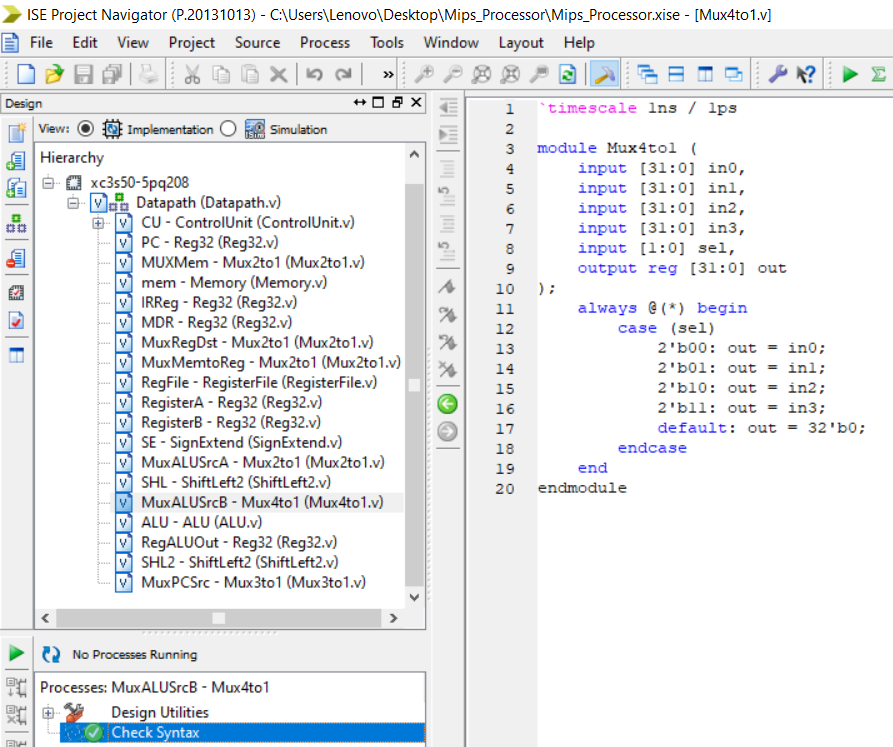 ISE Project Navigator (P.20131013) - C:\Users\Lenovo\Desktop\Mips_Processor\Mips_Processor.xise - [Mux4to1.v]
File Edit View Project Source Process Tools Window Layout Help
»
Design
View: Implementation Simulation
Hierarchy
xc3s50-5pq208
Datapath (Datapath.v)
CU - ControlUnit (ControlUnit.v)
PC - Reg32 (Reg32.v)
MUXMem - Mux2to1 (Mux2to1.v)
mem - Memory (Memory.v)
IRReg - Reg32 (Reg32.v)
MDR - Reg32 (Reg32.v)
MuxRegDst - Mux2to1 (Mux2to1.v)
MuxMemtoReg - Mux2to1 (Mux2to1.v)
RegFile - RegisterFile (RegisterFile.v)
RegisterA - Reg32 (Reg32.v)
RegisterB - Reg32 (Reg32.v)
SE - SignExtend (SignExtend.v)
MuxALUSrcA - Mux2to1 (Mux2to1.v)
SHL - ShiftLeft2 (ShiftLeft2.v)
MuxALUSrcB - Mux4to1 (Mux4to1.v)
ALU - ALU (ALU.v)
RegALUOut - Reg32 (Reg32.v)
SHL2 - ShiftLeft2 (ShiftLeft2.v)
MuxPCSrc - Mux3to1 (Mux3to1.v)
No Processes Running
Processes: MuxALUSrcB - Mux4to1
Design Utilities
Check Syntax
1 `timescale 1ns / 1ps
2
3 module Mux4to1 (
4 input [31:0] in0,
5 input [31:0] in1,
6 input [31:0] in2,
7 input [31:0] in3,
8 input [1:0] sel,
9 output reg [31:0] out
10 );
11 always @(*) begin
12 case (sel)
13 2'b00: out = in0;
14 2'b01: out = in1;
15 2'b10: out = in2;
16 2'b11: out = in3;
17 default: out = 32'b0;
18 endcase
19 end
20 endmodule